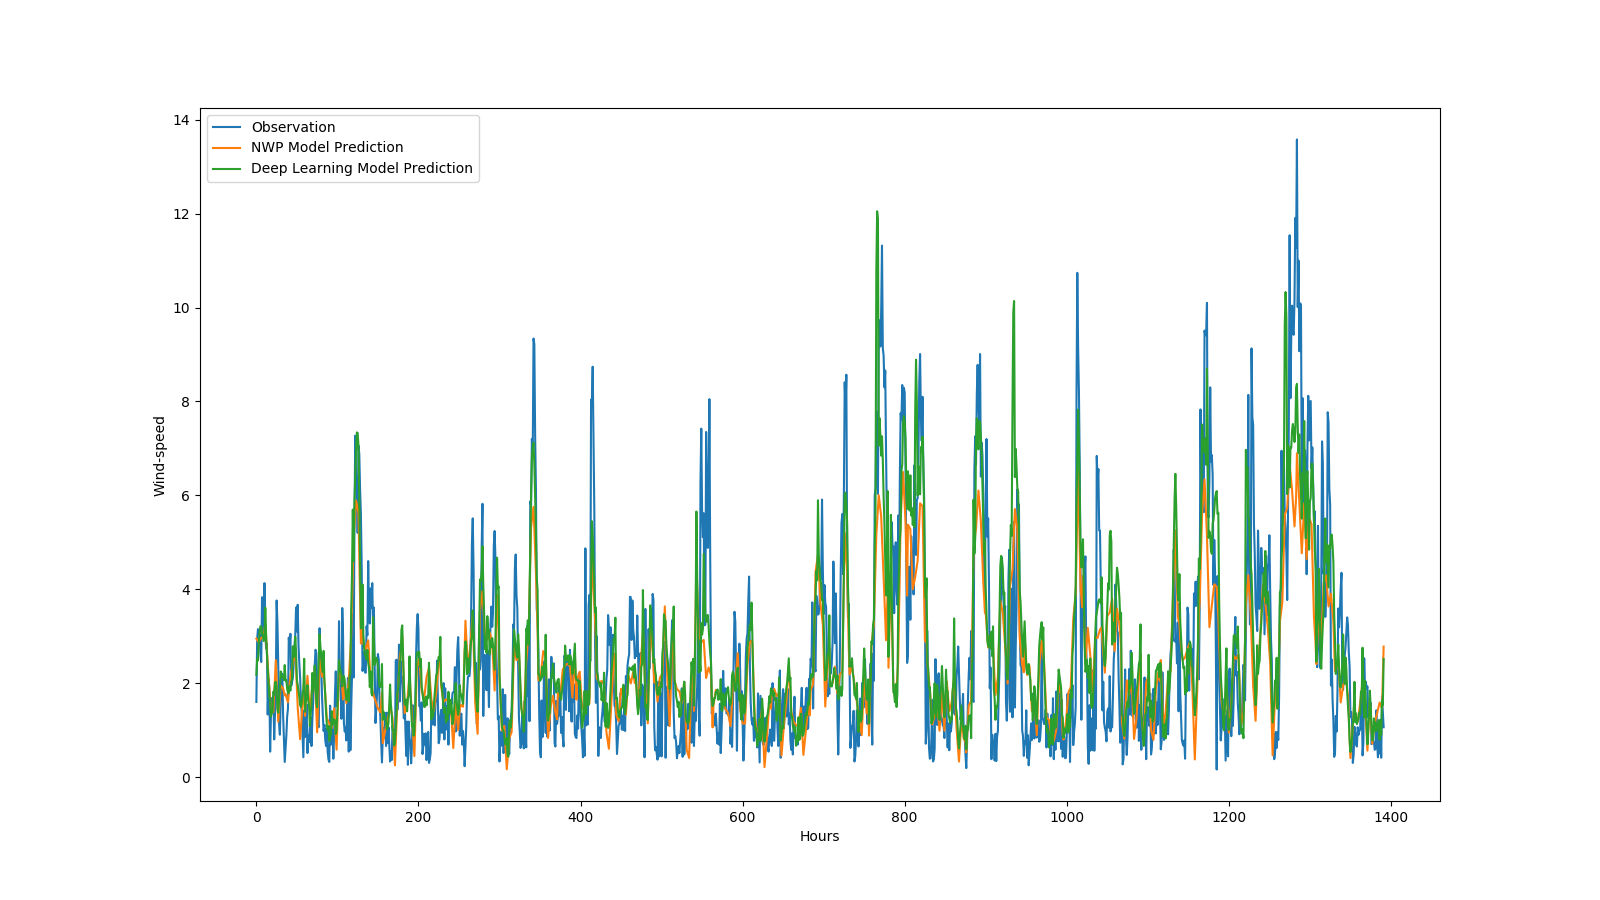 14
Observation
NWP Model Prediction
Deep Learning Model Prediction
12
10
8
Wind-speed
6
4
2
0
0 200 400 600 800 1000 1200 1400
Hours